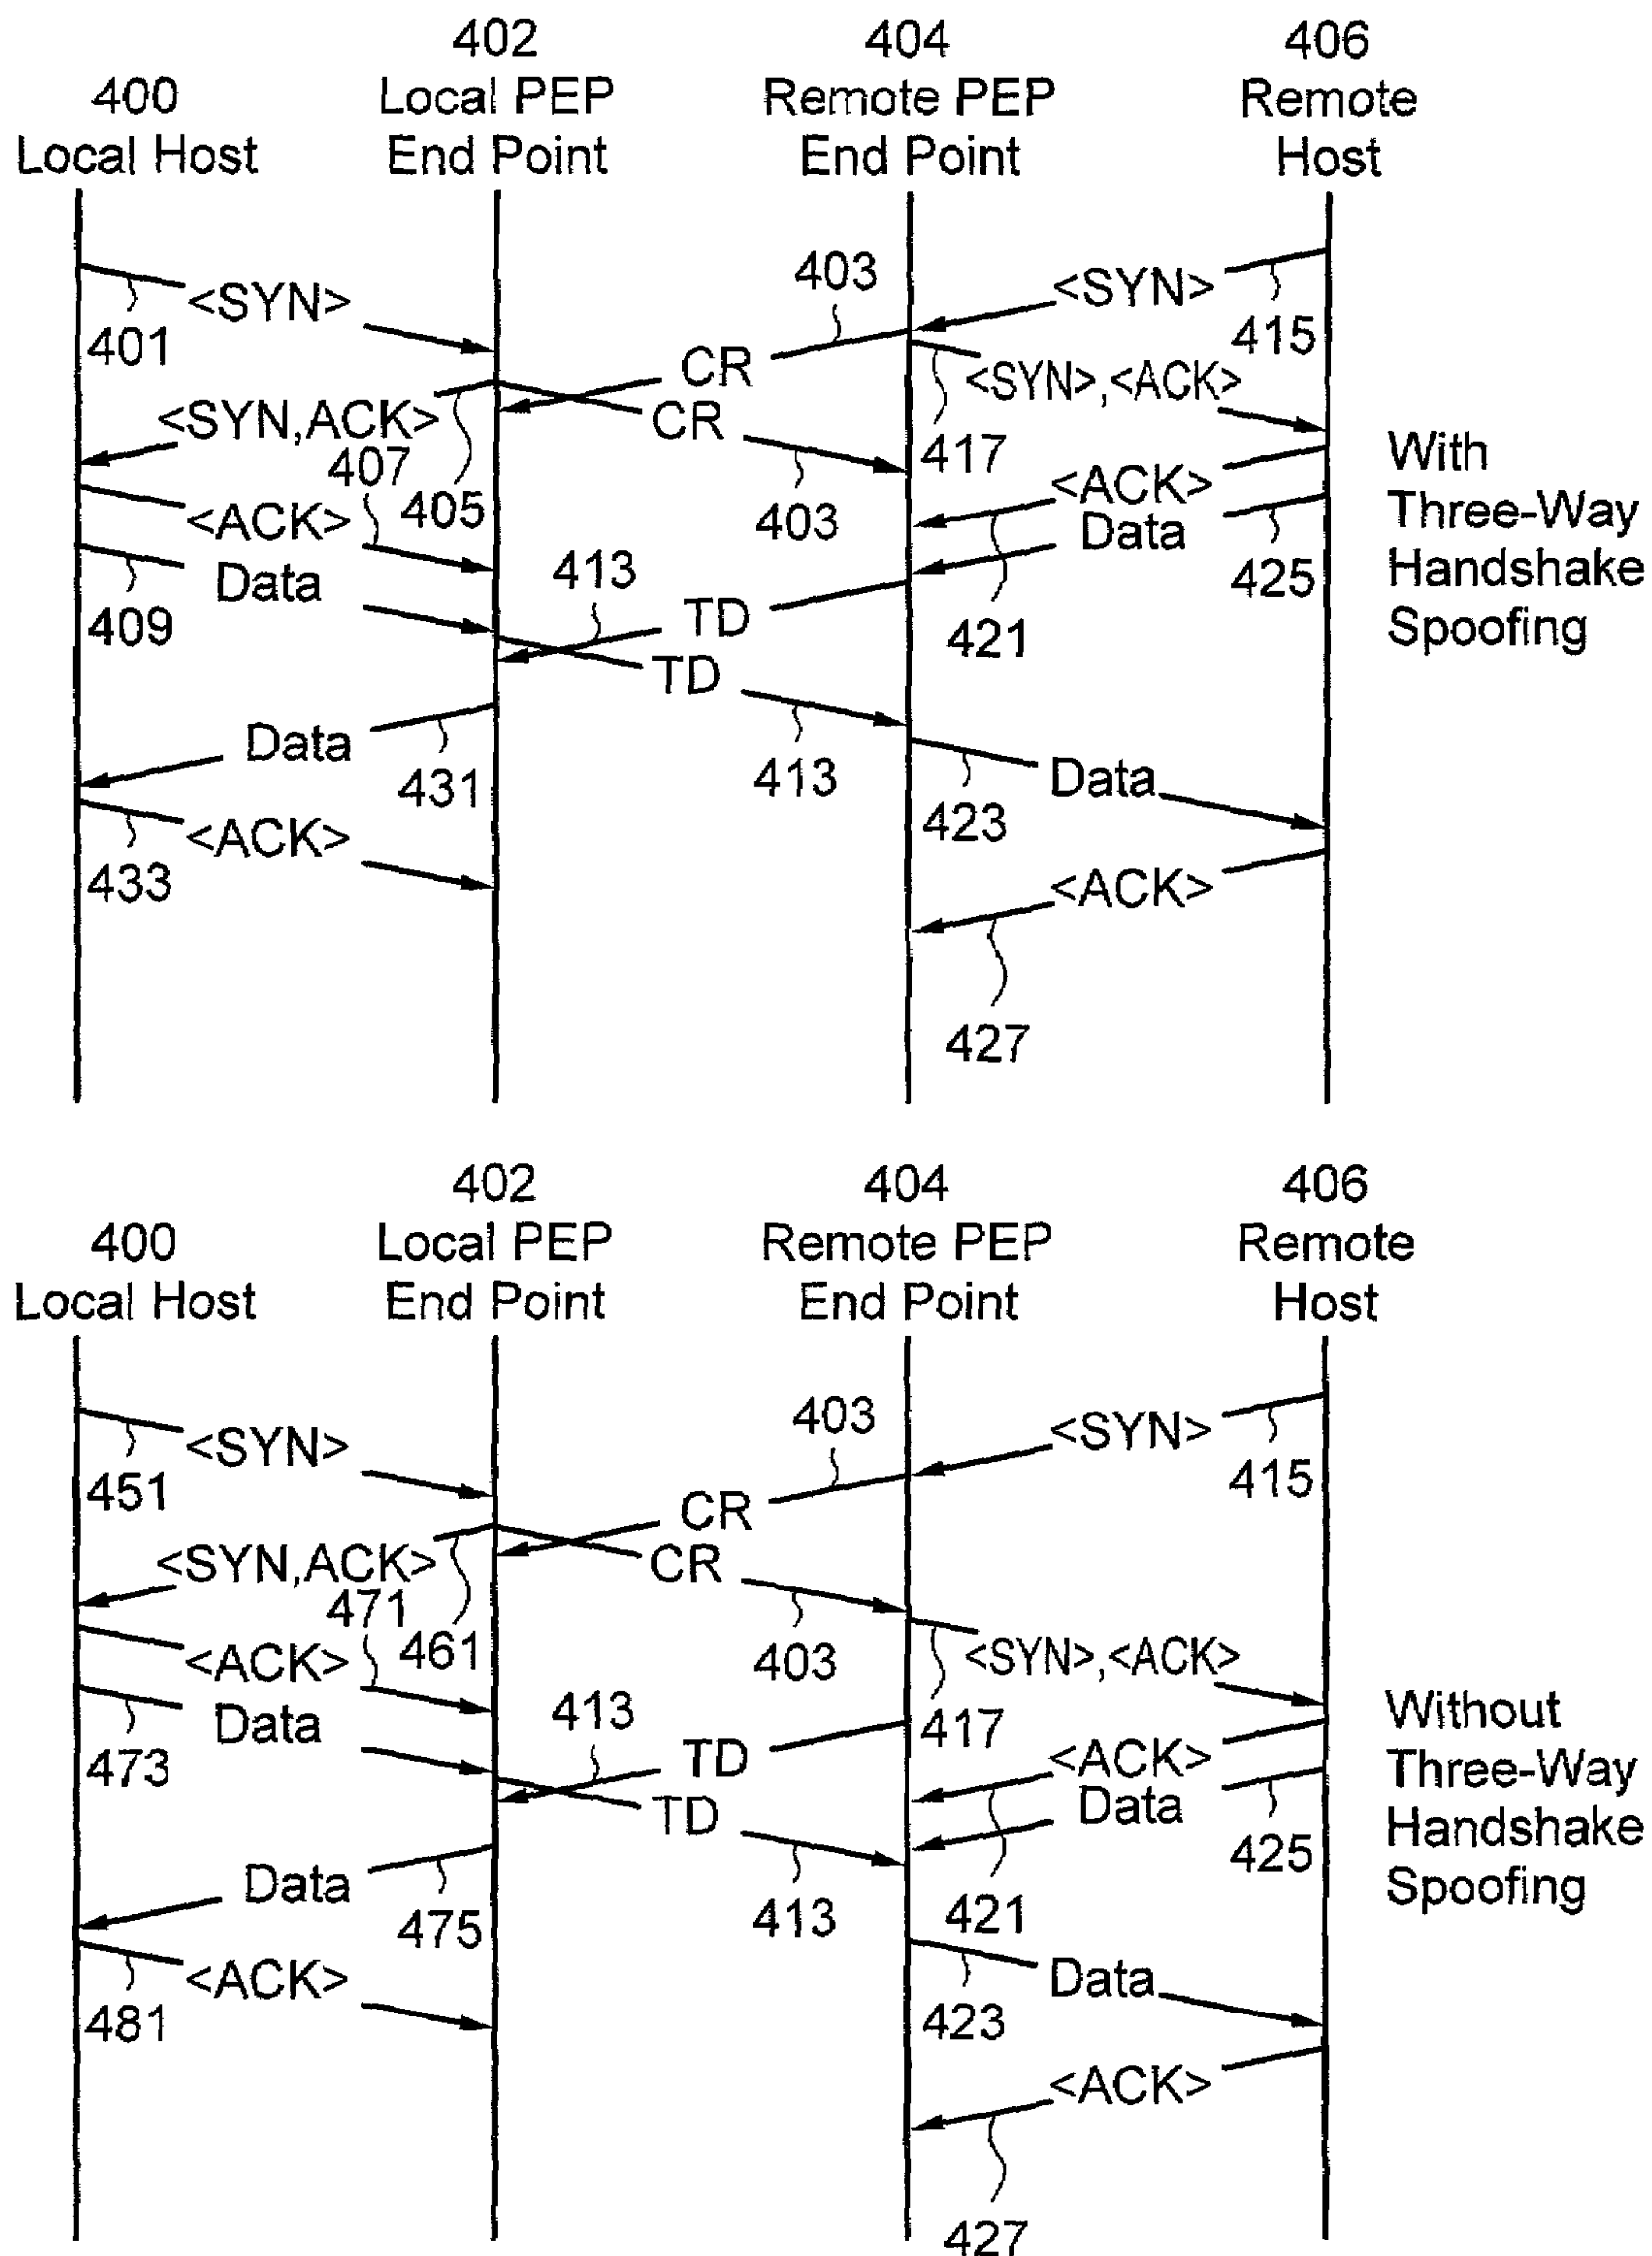 402
404
406
400
Local PEP
Remote PEP
Remote
Local Host
End Point
End Point
Host
403
<SYN>
<SYN>
401
415
CR
<SYN>,<ACK>
<SYN,ACK>
CR
407
417
With
Three-Way
Handshake
Spoofing
<ACK>
405
403
<ACK>
Data
Data
413
425
409
TD
421
TD
Data
431
413
Data
423
<ACK>
433
<ACK>
427
402
404
406
400
Local PEP
Remote PEP
Remote
Local Host
End Point
End Point
Host
403
<SYN>
<SYN>
451
415
CR
<SYN,ACK>
CR
471
<ACK>
461
403
<SYN>,<ACK>
Data
413
417
Without
Three-Way
Handshake
Spoofing
473
TD
<ACK>
TD
Data
425
Data
475
413
421
<ACK>
Data
481
423
<ACK>
427